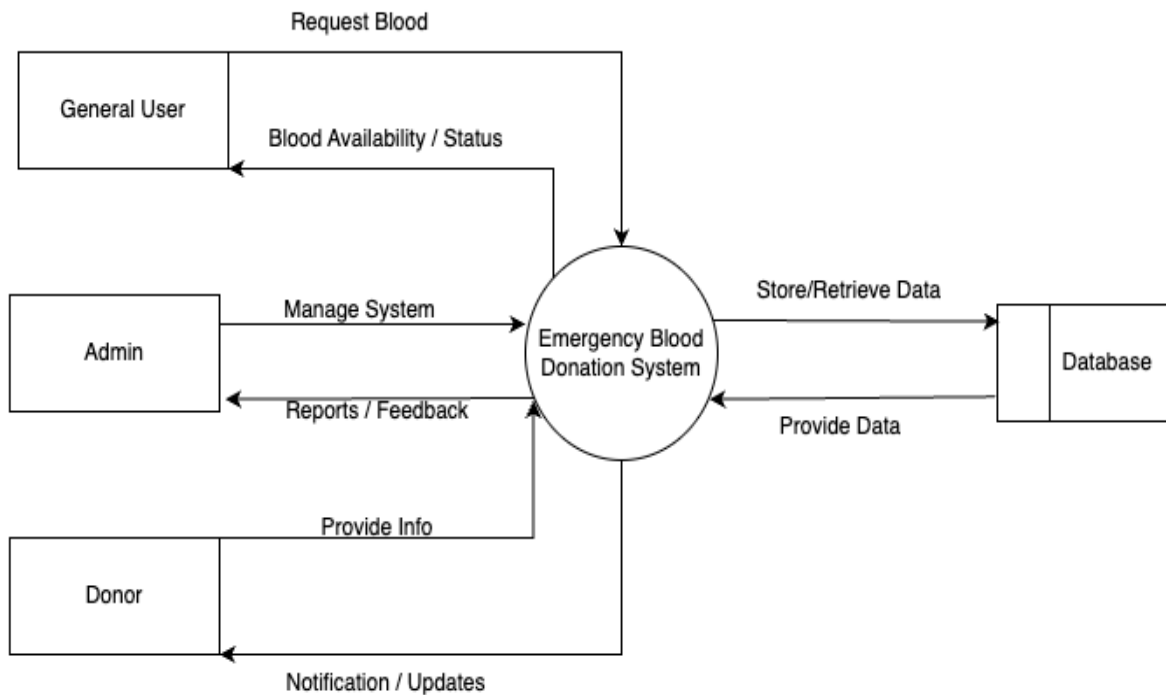 Request Blood
General User
Blood Availability / Status
Store/Retrieve Data
Manage System
Emergency Blood
Donation System
Admin
Database
Reports / Feedback
Provide Data
Provide Info
Donor
Notification / Updates